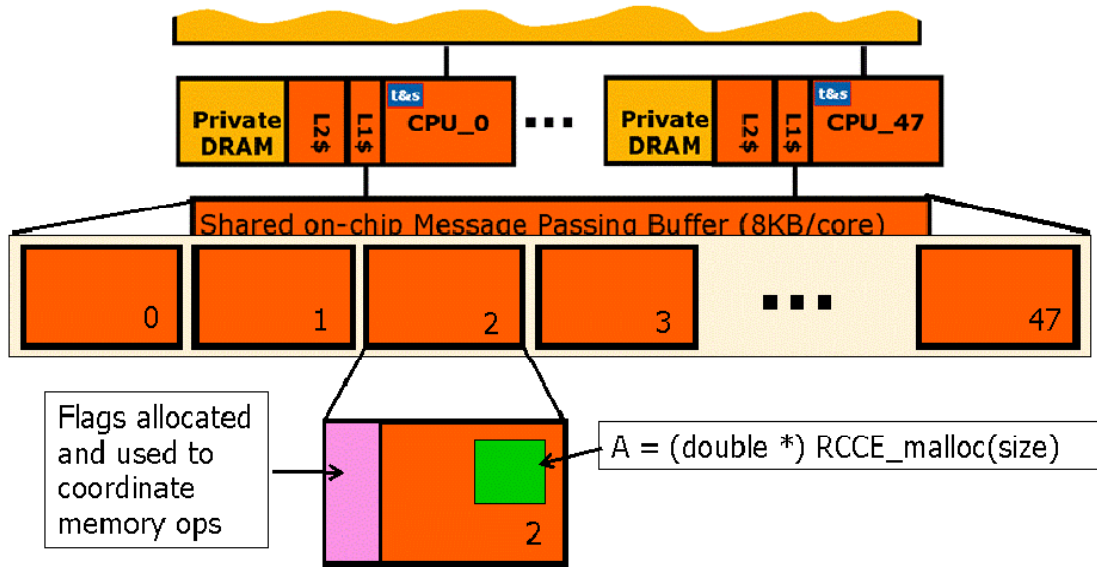 Private
DRAM
L2$
L1$
t&s
CPU_0
...
Private
DRAM
L2$
L1$
t&s
CPU_47
Shared on-chip Message Passing Buffer (8KB/core)
0
1
2
3
...
47
Flags allocated
and used to
coordinate
memory ops
2
A = (double *) RCCE_malloc(size)